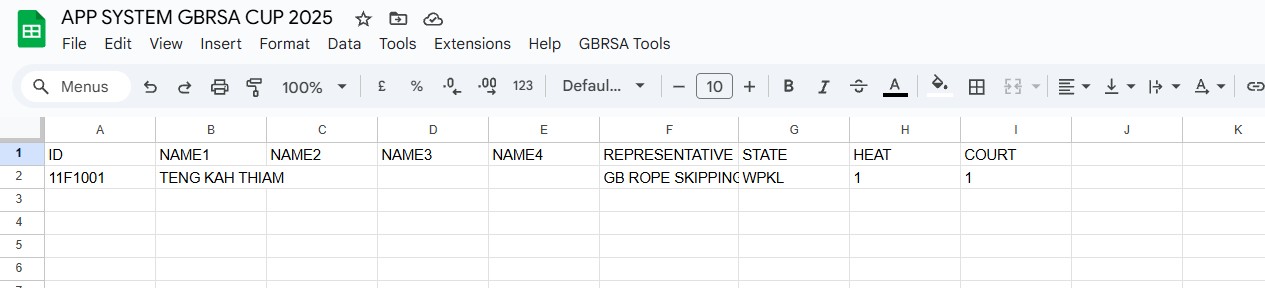 APP SYSTEM GBRSA CUP 2025
File Edit View Insert Format Data Tools Extensions Help GBRSA Tools
Menus 100% £ % .0 .00 123 Defaul... 10 B I A A
A B C D E F G H I J K
1 ID NAME1 NAME2 NAME3 NAME4 REPRESENTATIVE STATE HEAT COURT
2 11F1001 TENG KAH THIAM GB ROPE SKIPPING WPKL 1 1
3
4
5
6